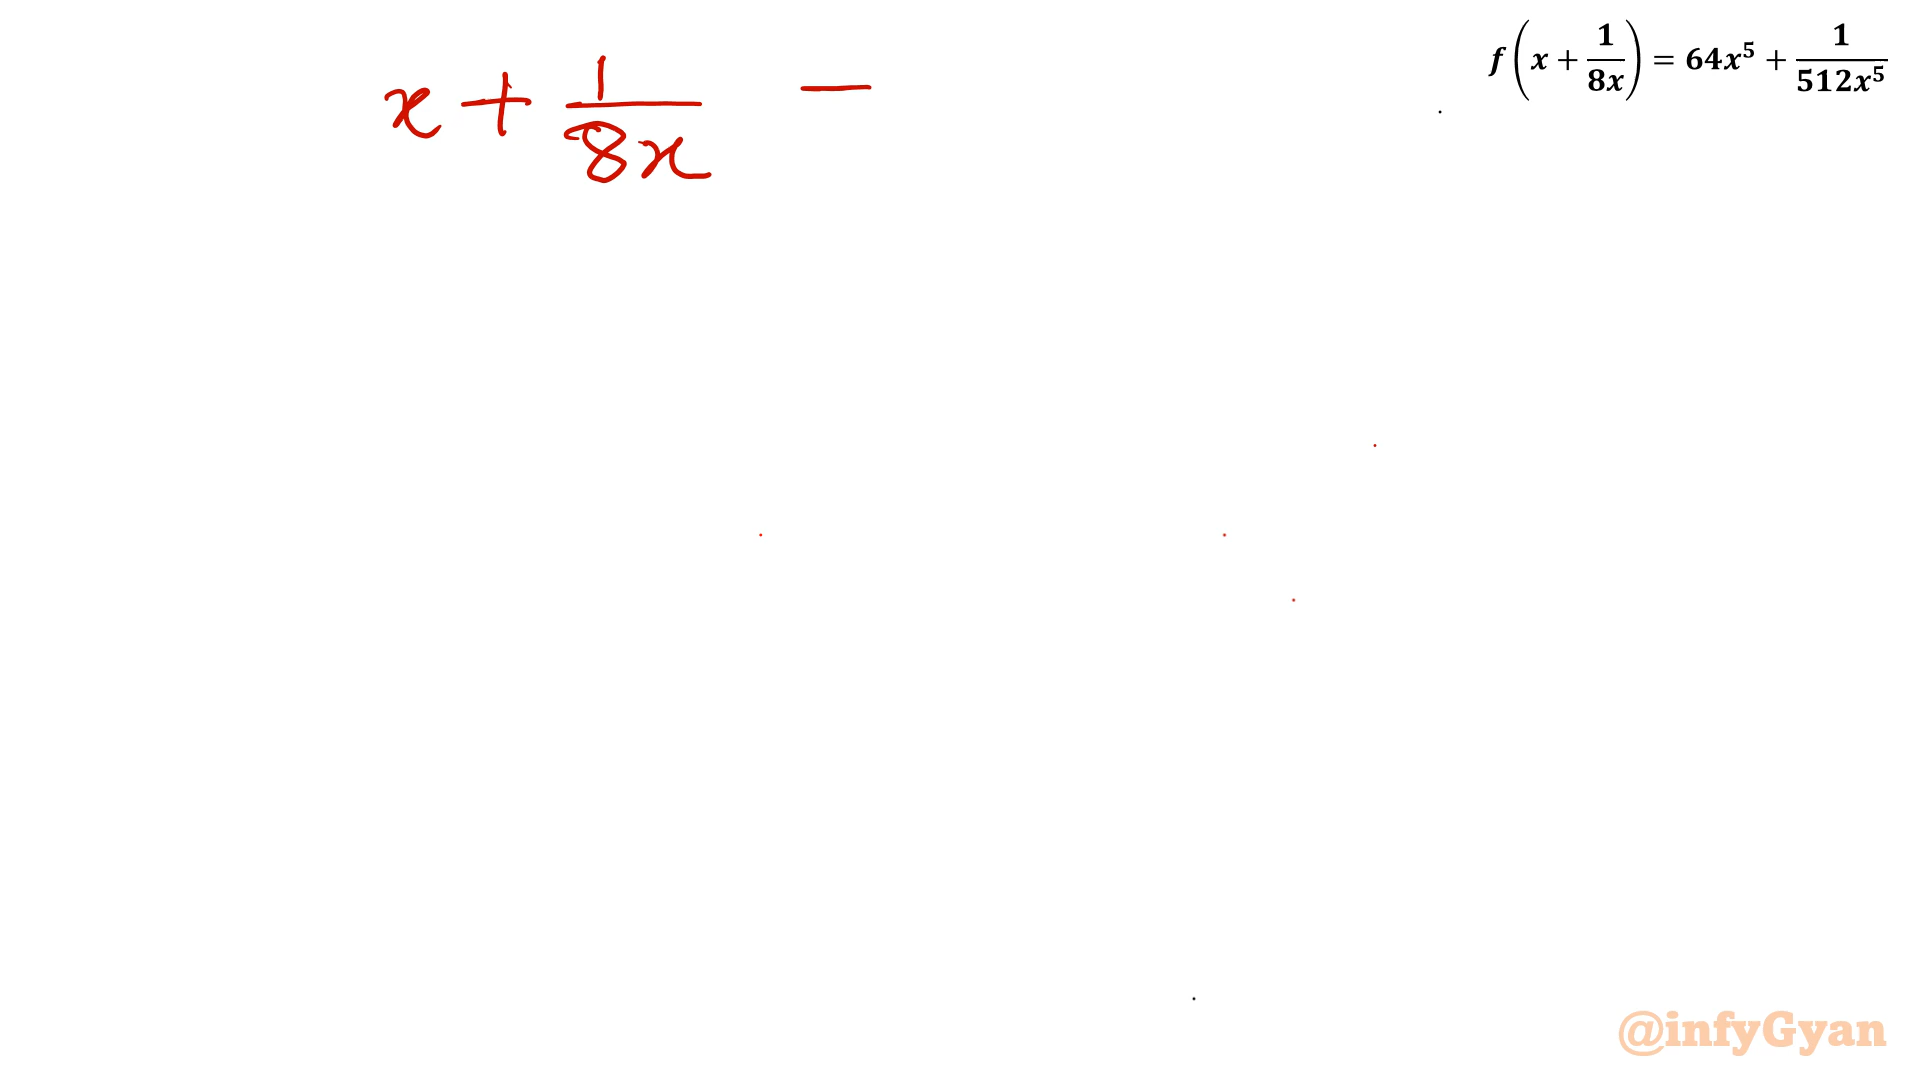 x + 1/(8x) —
f(x + 1/(8x)) = 64x⁵ + 1/(512x⁵)
@infyGyan